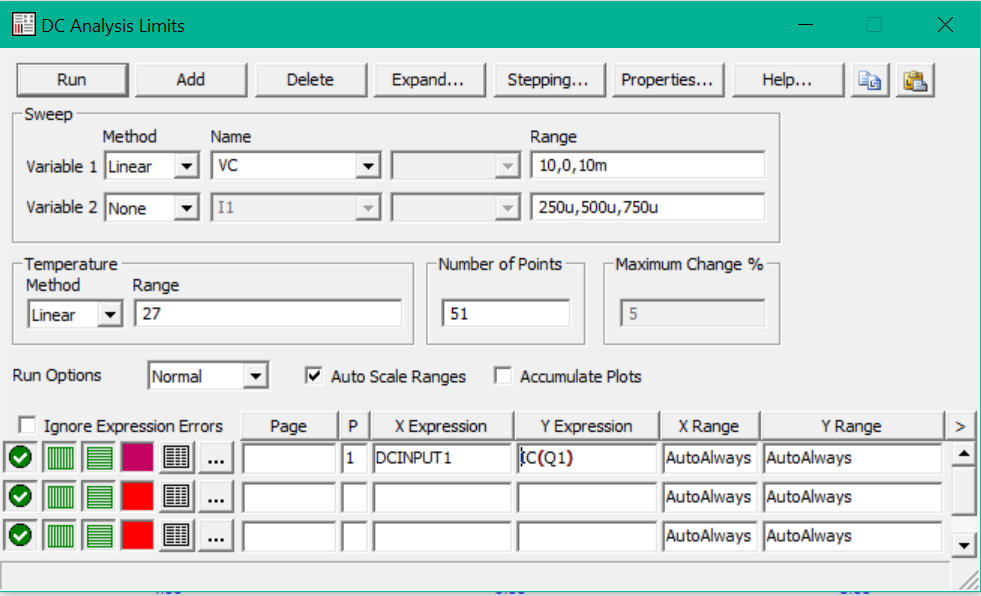 DC Analysis Limits
Run Add Delete Expand... Stepping... Properties... Help...
Sweep
Method Name Range
Variable 1 Linear VC 10,0,10m
Variable 2 None I1 250u,500u,750u
Temperature Number of Points Maximum Change %
Method Range
Linear 27 51 5
Run Options Normal Auto Scale Ranges Accumulate Plots
Ignore Expression Errors Page P X Expression Y Expression X Range Y Range >
... 1 DCINPUT1 IC(Q1) AutoAlways AutoAlways
... AutoAlways AutoAlways
... AutoAlways AutoAlways